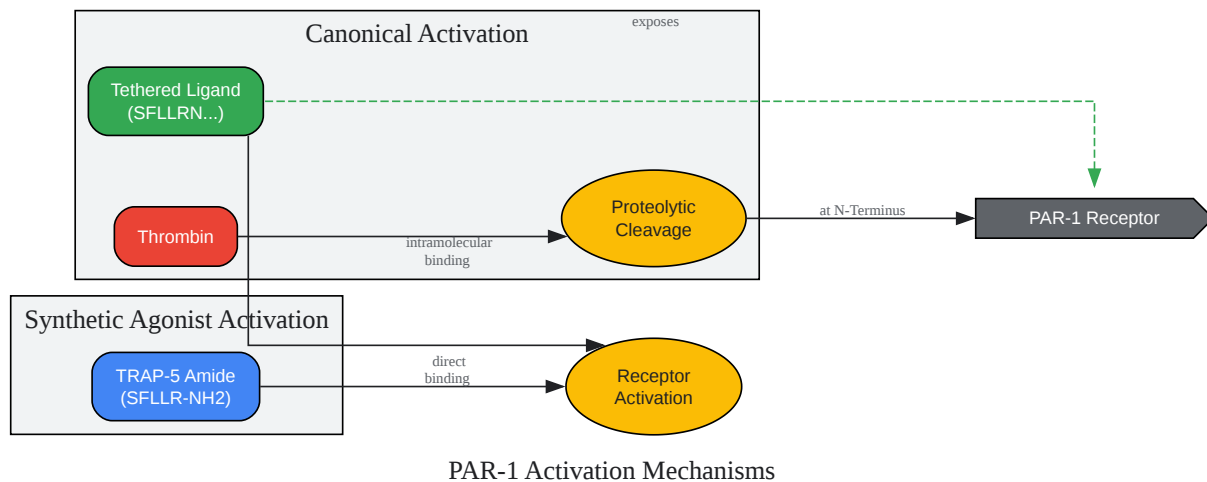 exposes
Canonical Activation
Tethered Ligand
(SFLLRN...)
Thrombin
intramolecular
binding
Proteolytic
Cleavage
at N-Terminus
PAR-1 Receptor
Synthetic Agonist Activation
TRAP-5 Amide
(SFLLR-NH2)
direct
binding
Receptor
Activation
PAR-1 Activation Mechanisms